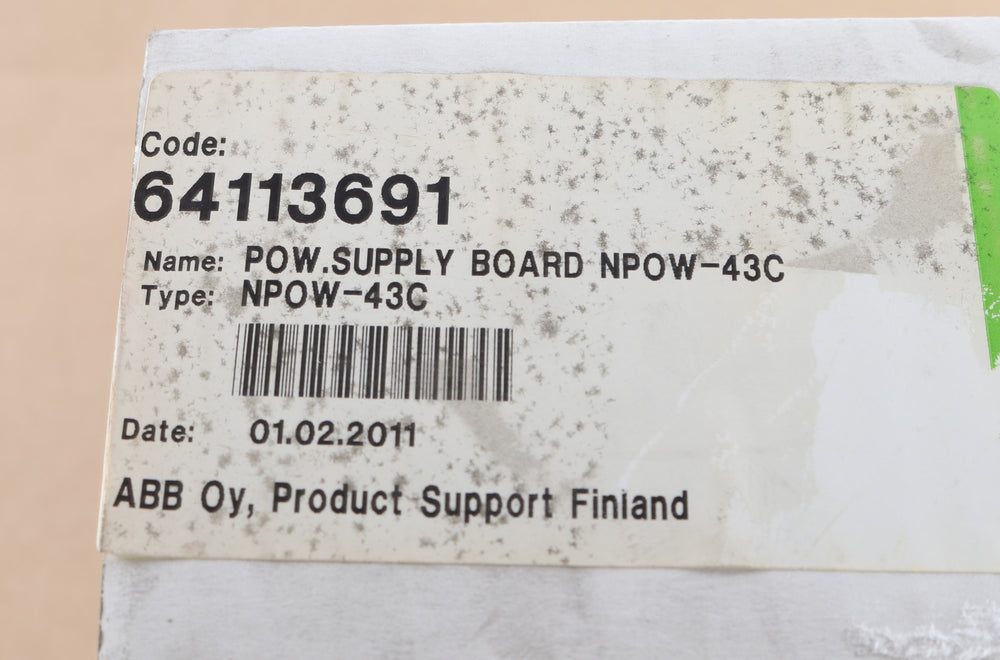 Code:
64113691
Name: POW.SUPPLY BOARD NPOW-43C
Type: NPOW-43C
Date: 01.02.2011
ABB Oy, Product Support Finland